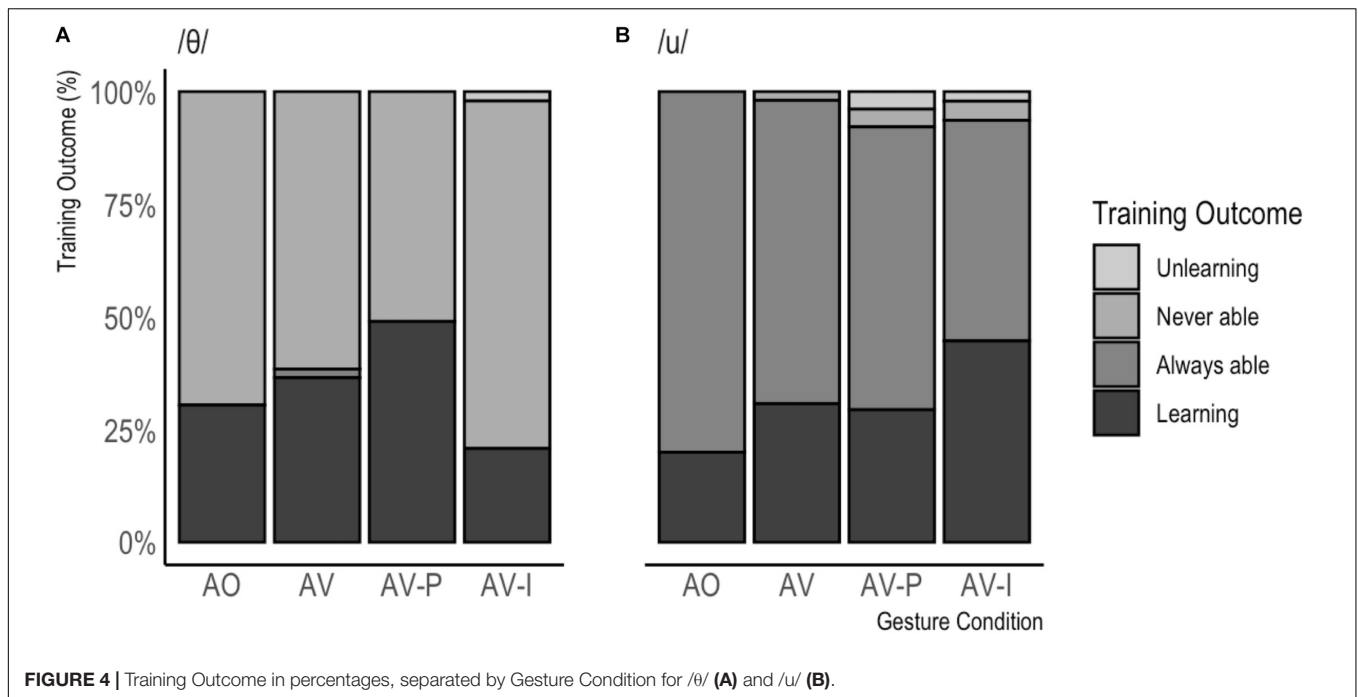 A
/θ/
Training Outcome (%)
100%
75%
50%
25%
0%
AO AV AV-P AV-I
B
/u/
AO AV AV-P AV-I
Gesture Condition
Training Outcome
Unlearning
Never able
Always able
Learning
FIGURE 4 | Training Outcome in percentages, separated by Gesture Condition for /θ/ (A) and /u/ (B).